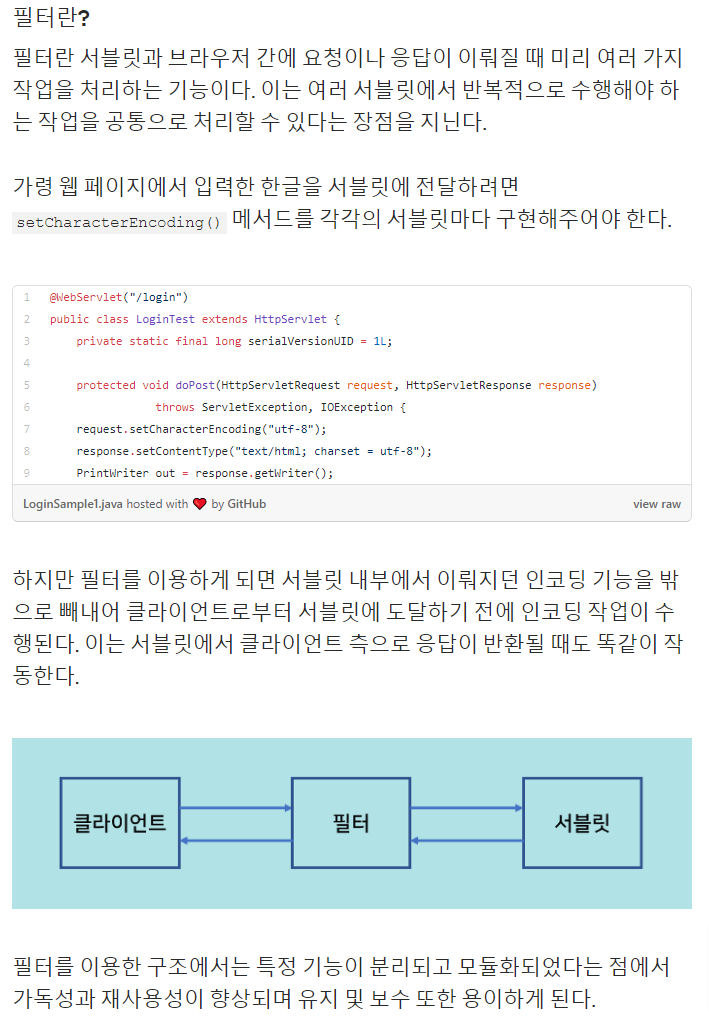 필터란?
필터란 서블릿과 브라우저 간에 요청이나 응답이 이뤄질 때 미리 여러 가지
작업을 처리하는 기능이다. 이는 여러 서블릿에서 반복적으로 수행해야 하
는 작업을 공통으로 처리할 수 있다는 장점을 지닌다.
가령 웹 페이지에서 입력한 한글을 서블릿에 전달하려면
setCharacterEncoding() 메서드를 각각의 서블릿마다 구현해주어야 한다.
1 @WebServlet("/login")
2 public class LoginTest extends HttpServlet {
3 private static final long serialVersionUID = 1L;
4
5 protected void doPost(HttpServletRequest request, HttpServletResponse response)
6 throws ServletException, IOException {
7 request.setCharacterEncoding("utf-8");
8 response.setContentType("text/html; charset = utf-8");
9 PrintWriter out = response.getWriter();
LoginSample1.java hosted with ❤ by GitHub view raw
하지만 필터를 이용하게 되면 서블릿 내부에서 이뤄지던 인코딩 기능을 밖
으로 빼내어 클라이언트로부터 서블릿에 도달하기 전에 인코딩 작업이 수
행된다. 이는 서블릿에서 클라이언트 측으로 응답이 반환될 때도 똑같이 작
동한다.
클라이언트 필터 서블릿
필터를 이용한 구조에서는 특정 기능이 분리되고 모듈화되었다는 점에서
가독성과 재사용성이 향상되며 유지 및 보수 또한 용이하게 된다.